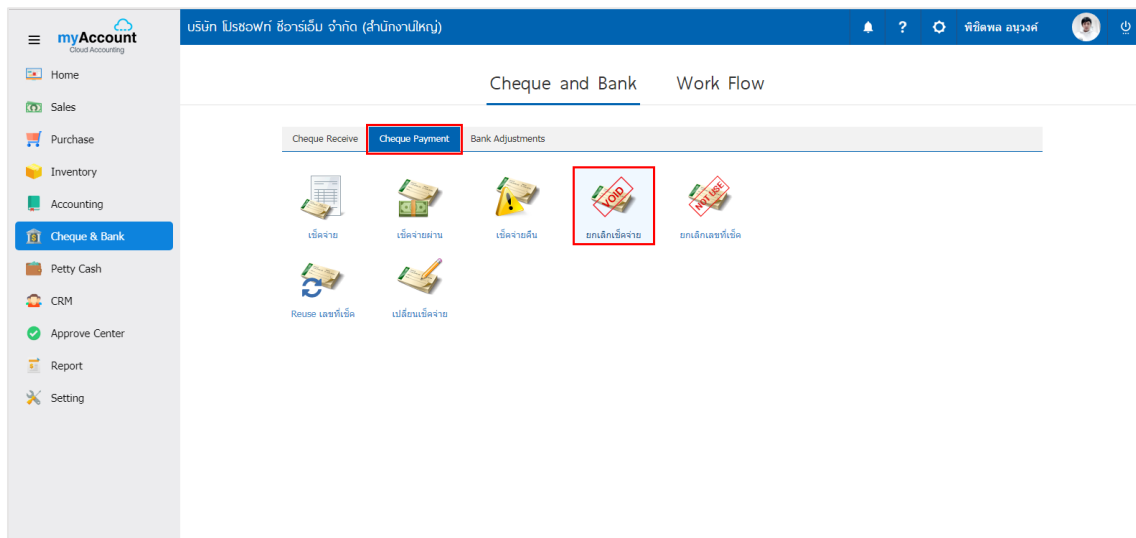 myAccount
Cloud Accounting
บริษัท โปรซอฟท์ ซีอาร์เอ็ม จำกัด (สำนักงานใหญ่)
? พิชิตพล อนุวงค์
Home
Sales
Purchase
Inventory
Accounting
Cheque & Bank
Petty Cash
CRM
Approve Center
Report
Setting
Cheque and Bank Work Flow
Cheque Receive Cheque Payment Bank Adjustments
VOID NOT USE
เช็คจ่าย เช็คจ่ายผ่าน เช็คจ่ายคืน ยกเลิกเช็คจ่าย ยกเลิกเลขที่เช็ค
Reuse เลขที่เช็ค เปลี่ยนเช็คจ่าย